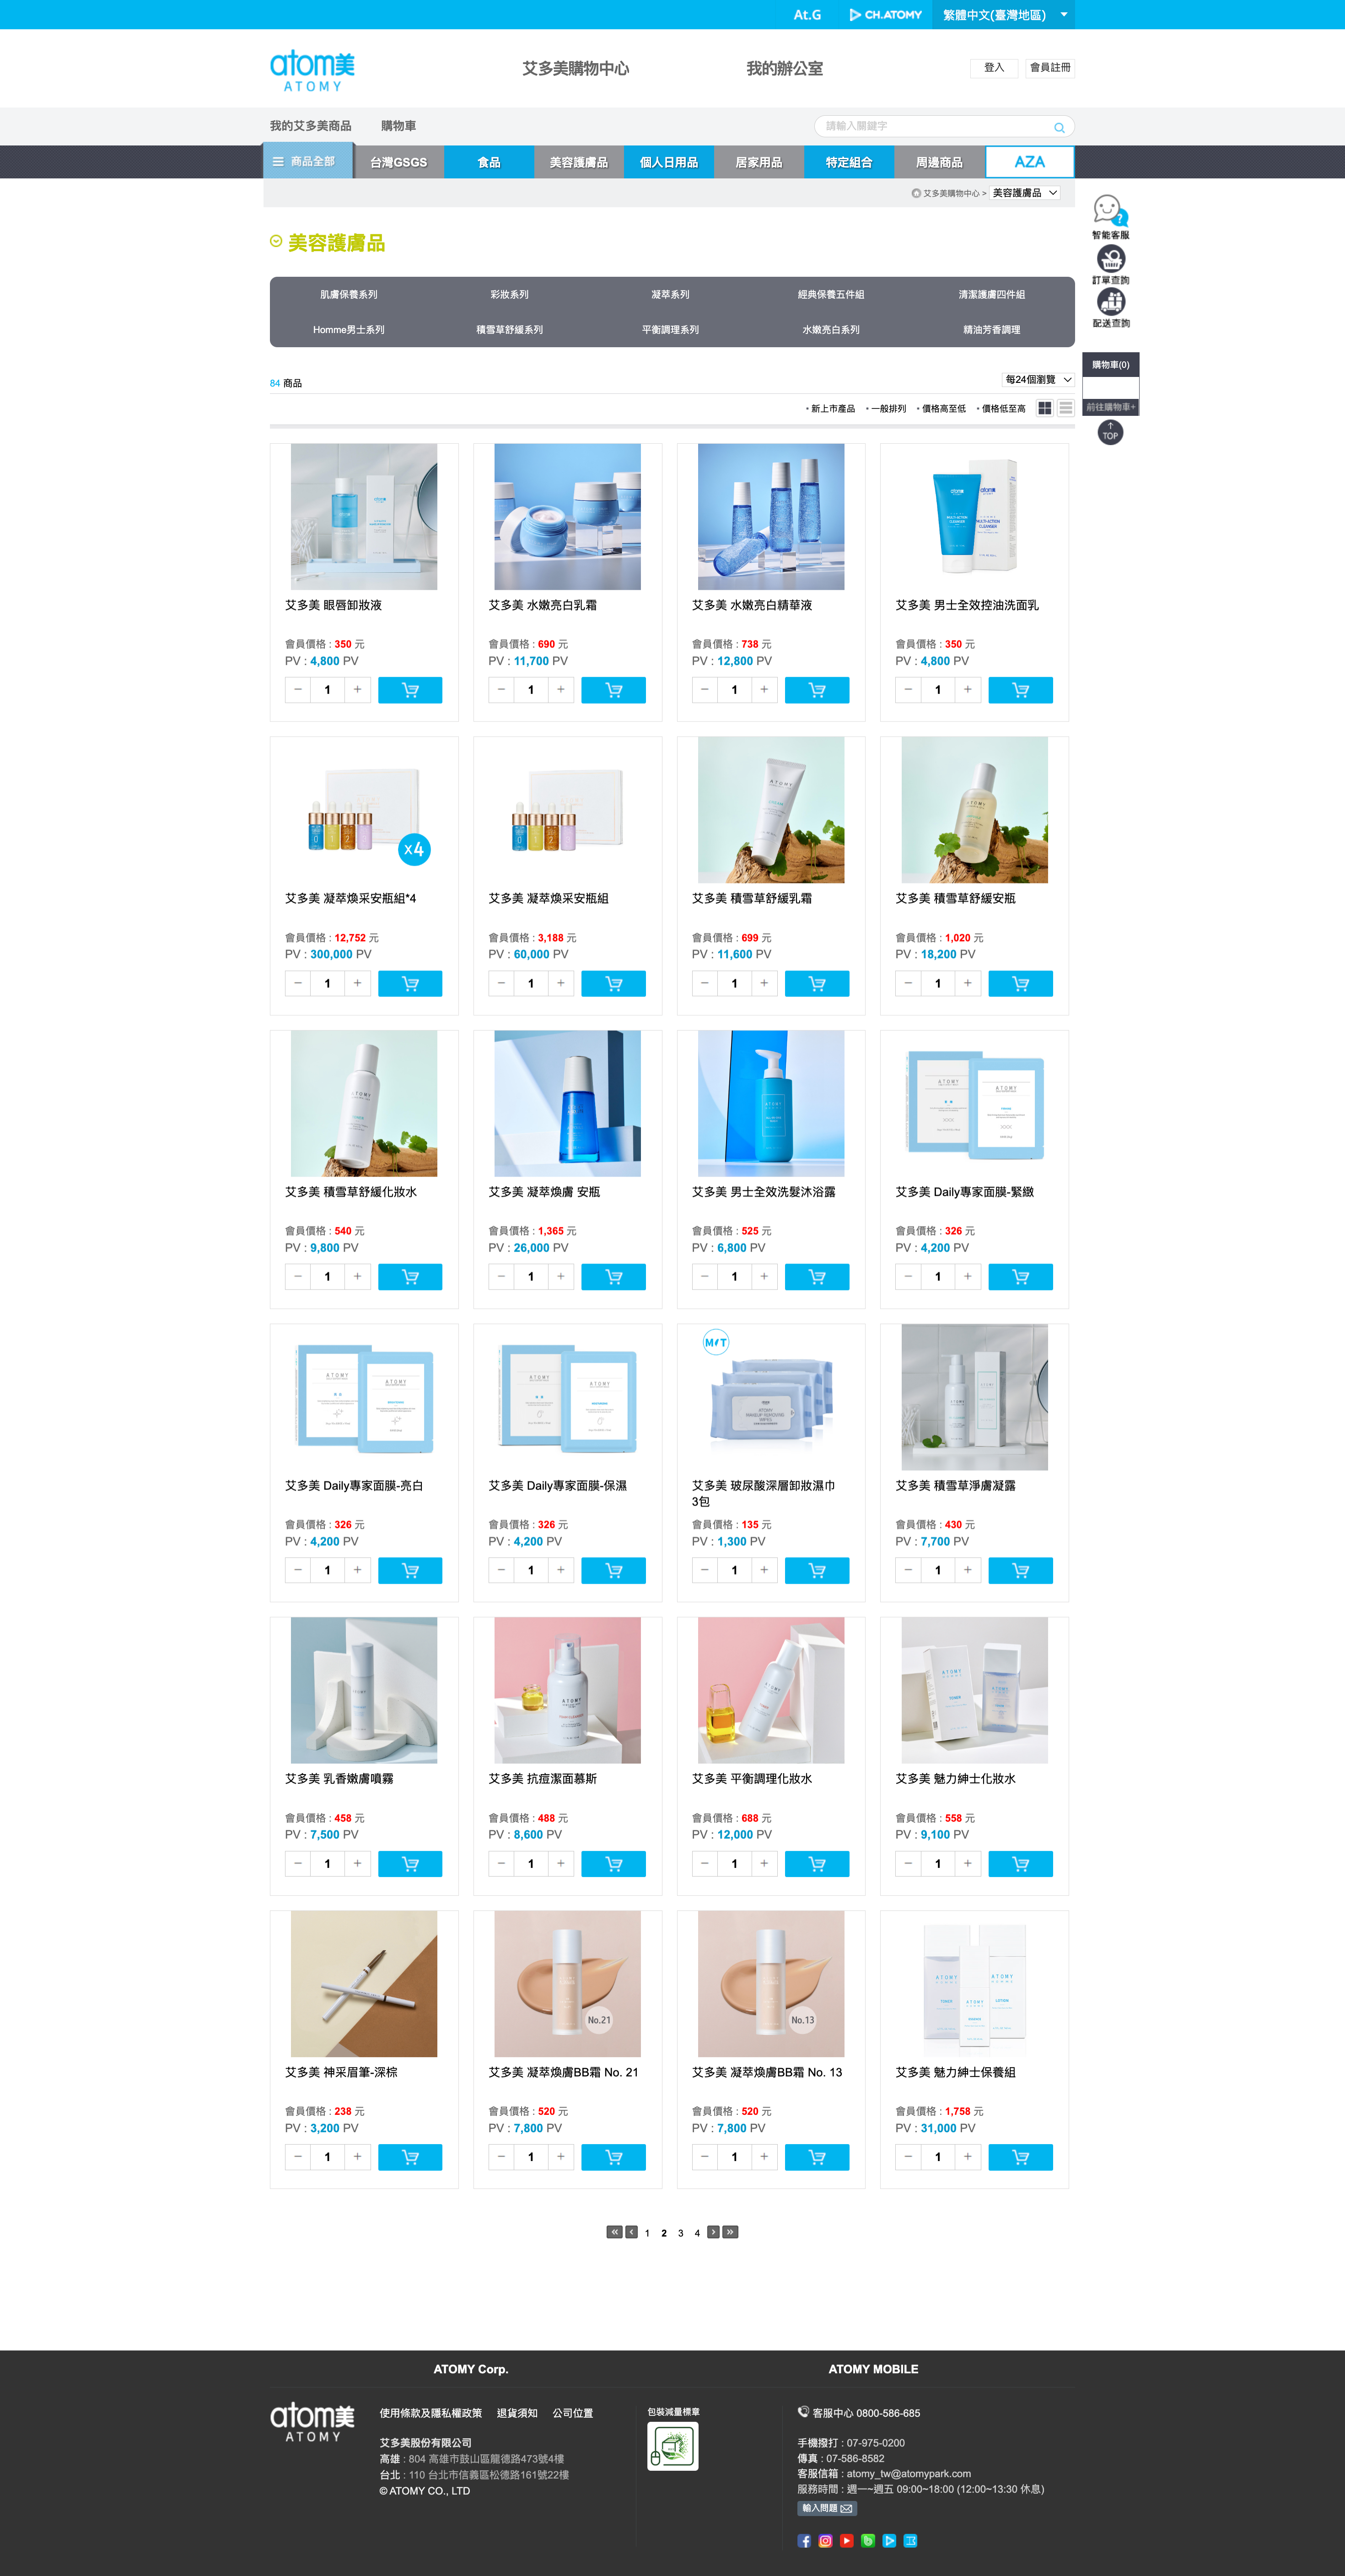 At.G
CH.ATOMY
繁體中文(臺灣地區)
atom美
ATOMY
艾多美購物中心
我的辦公室
登入
會員註冊
我的艾多美商品
購物車
請輸入關鍵字
商品全部
台灣GSGS
食品
美容護膚品
個人日用品
居家用品
特定組合
周邊商品
AZA
艾多美購物中心 >
美容護膚品
美容護膚品
肌膚保養系列
彩妝系列
凝萃系列
經典保養五件組
清潔護膚四件組
Homme男士系列
積雪草舒緩系列
平衡調理系列
水嫩亮白系列
精油芳香調理
智能客服
訂單查詢
配送查詢
購物車(0)
前往購物車+
TOP
84 商品
每24個瀏覽
新上市產品
一般排列
價格高至低
價格低至高
艾多美 眼唇卸妝液
會員價格 : 350 元
PV : 4,800 PV
1
艾多美 水嫩亮白乳霜
會員價格 : 690 元
PV : 11,700 PV
1
艾多美 水嫩亮白精華液
會員價格 : 738 元
PV : 12,800 PV
1
艾多美 男士全效控油洗面乳
會員價格 : 350 元
PV : 4,800 PV
1
x4
艾多美 凝萃煥采安瓶組*4
會員價格 : 12,752 元
PV : 300,000 PV
1
艾多美 凝萃煥采安瓶組
會員價格 : 3,188 元
PV : 60,000 PV
1
艾多美 積雪草舒緩乳霜
會員價格 : 699 元
PV : 11,600 PV
1
艾多美 積雪草舒緩安瓶
會員價格 : 1,020 元
PV : 18,200 PV
1
艾多美 積雪草舒緩化妝水
會員價格 : 540 元
PV : 9,800 PV
1
艾多美 凝萃煥膚 安瓶
會員價格 : 1,365 元
PV : 26,000 PV
1
艾多美 男士全效洗髮沐浴露
會員價格 : 525 元
PV : 6,800 PV
1
艾多美 Daily專家面膜-緊緻
會員價格 : 326 元
PV : 4,200 PV
1
艾多美 Daily專家面膜-亮白
會員價格 : 326 元
PV : 4,200 PV
1
艾多美 Daily專家面膜-保濕
會員價格 : 326 元
PV : 4,200 PV
1
艾多美 玻尿酸深層卸妝濕巾
3包
會員價格 : 135 元
PV : 1,300 PV
1
艾多美 積雪草淨膚凝露
會員價格 : 430 元
PV : 7,700 PV
1
艾多美 乳香嫩膚噴霧
會員價格 : 458 元
PV : 7,500 PV
1
艾多美 抗痘潔面慕斯
會員價格 : 488 元
PV : 8,600 PV
1
艾多美 平衡調理化妝水
會員價格 : 688 元
PV : 12,000 PV
1
艾多美 魅力紳士化妝水
會員價格 : 558 元
PV : 9,100 PV
1
艾多美 神采眉筆-深棕
會員價格 : 238 元
PV : 3,200 PV
1
No.21
艾多美 凝萃煥膚BB霜 No. 21
會員價格 : 520 元
PV : 7,800 PV
1
No.13
艾多美 凝萃煥膚BB霜 No. 13
會員價格 : 520 元
PV : 7,800 PV
1
艾多美 魅力紳士保養組
會員價格 : 1,758 元
PV : 31,000 PV
1
1 2 3 4
ATOMY Corp.
ATOMY MOBILE
atom美
ATOMY
使用條款及隱私權政策
退貨須知
公司位置
艾多美股份有限公司
高雄 : 804 高雄市鼓山區龍德路473號4樓
台北 : 110 台北市信義區松德路161號22樓
© ATOMY CO., LTD
包裝減量標章
客服中心 0800-586-685
手機撥打 : 07-975-0200
傳真 : 07-586-8582
客服信箱 : atomy_tw@atomypark.com
服務時間 : 週一~週五 09:00~18:00 (12:00~13:30 休息)
輸入問題